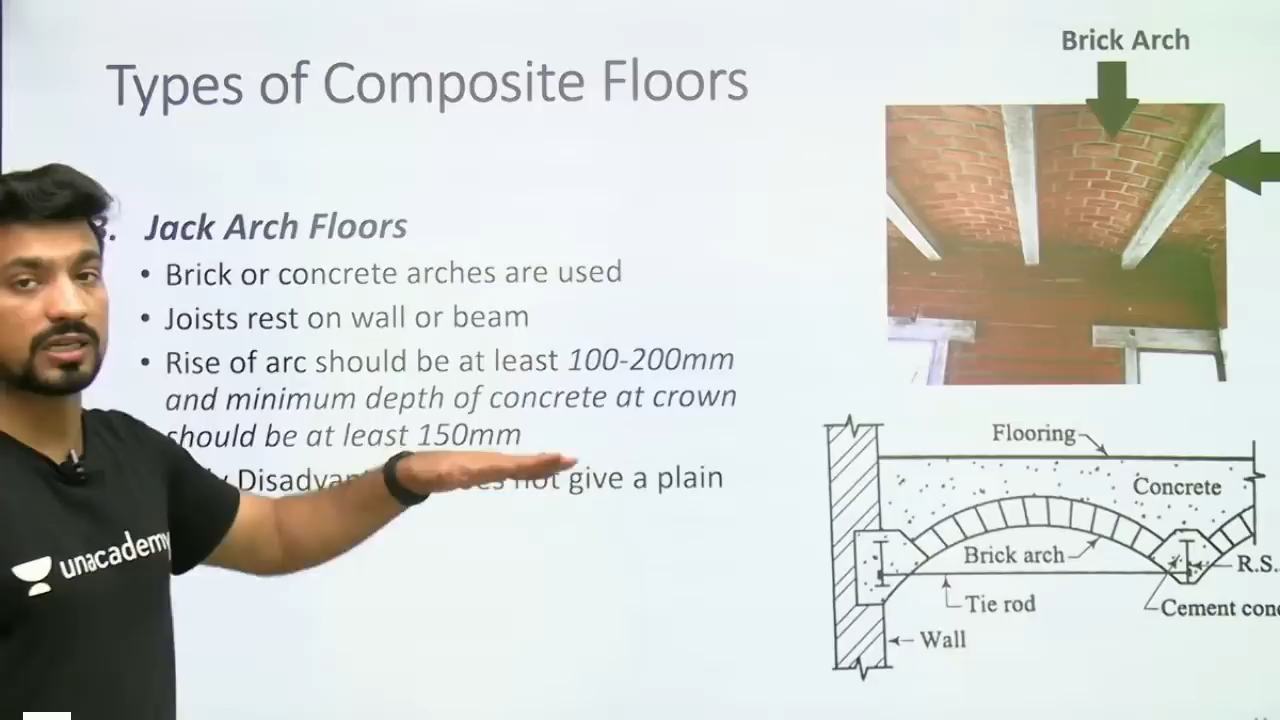 Types of Composite Floors
Brick Arch
Jack Arch Floors
• Brick or concrete arches are used
• Joists rest on wall or beam
• Rise of arc should be at least 100-200mm
and minimum depth of concrete at crown
should be at least 150mm
not give a plain
Flooring
Concrete
Brick arch
R.S.
Tie rod
Cement
Wall
unacademy